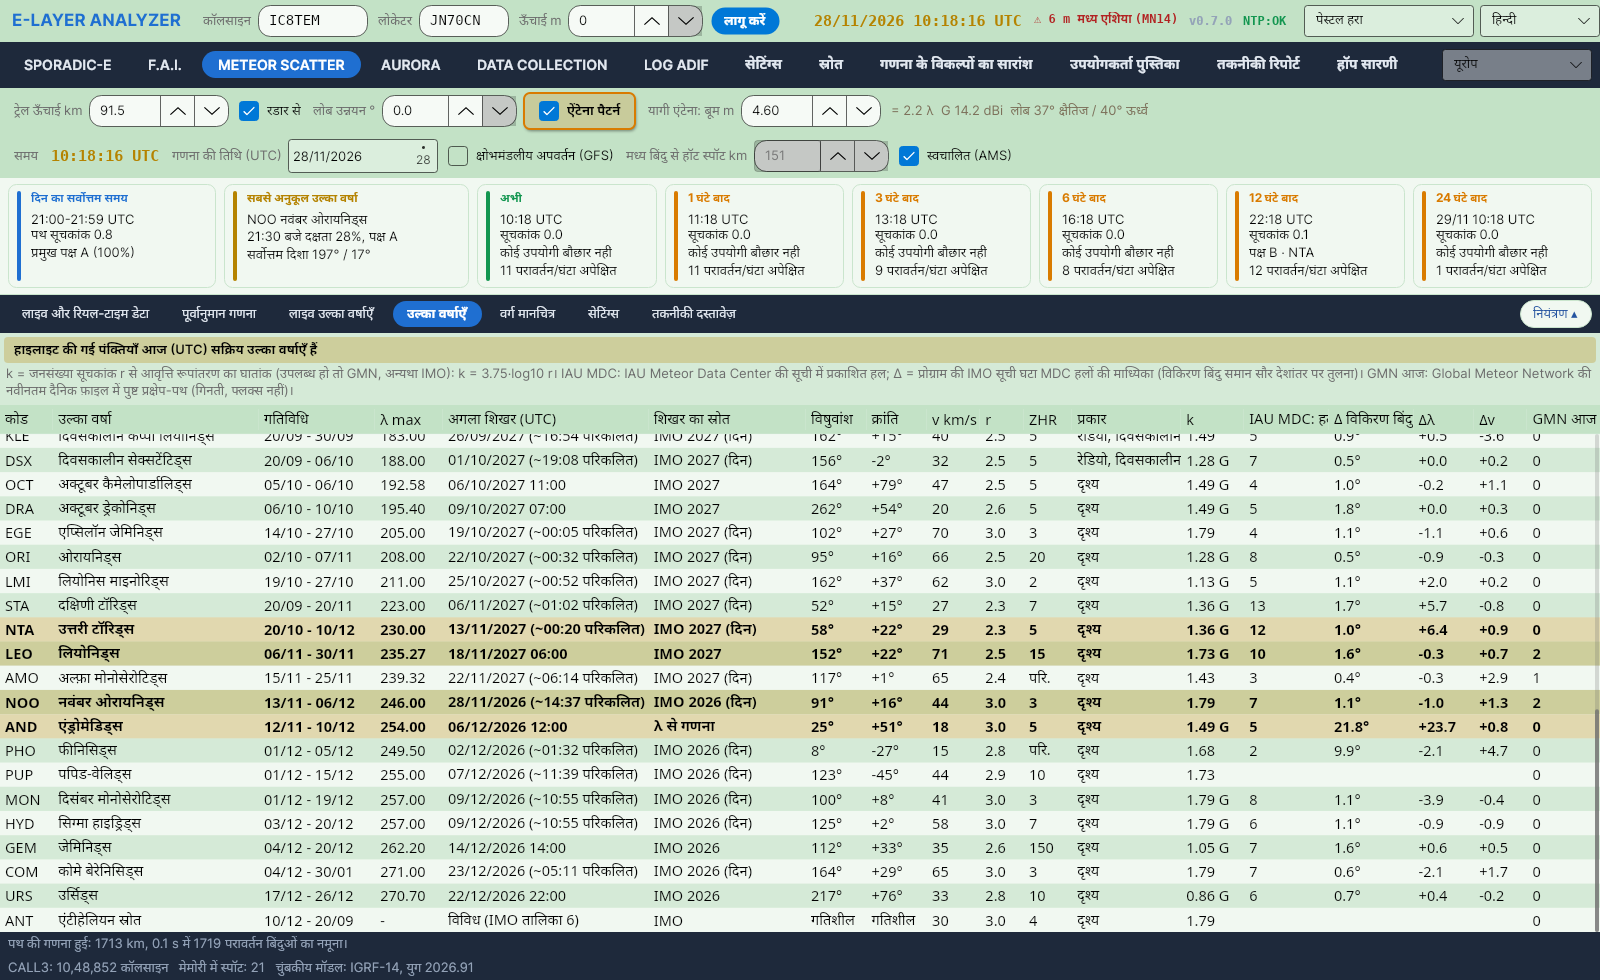 E-LAYER ANALYZER कॉलसाइन IC8TEM लोकेटर JN70CN ऊँचाई m 0 लागू करें 28/11/2026 10:18:16 UTC ⚠ 6 m मध्य एशिया (MN14) v0.7.0 NTP:OK पेस्टल हरा हिन्दी
SPORADIC-E F.A.I. METEOR SCATTER AURORA DATA COLLECTION LOG ADIF सेटिंग्स स्रोत गणना के विकल्पों का सारांश उपयोगकर्ता पुस्तिका तकनीकी रिपोर्ट हॉप सारणी यूरोप
ट्रेल ऊँचाई km 91.5 रडार से लोब उन्नयन ° 0.0 ऐंटेना पैटर्न यागी एंटेना: बूम m 4.60 = 2.2 λ G 14.2 dBi लोब 37° क्षैतिज / 40° ऊर्ध्व
समय 10:18:16 UTC गणना की तिथि (UTC) 28/11/2026 28 क्षोभमंडलीय अपवर्तन (GFS) मध्य बिंदु से हॉट स्पॉट km 151 स्वचालित (AMS)
दिन का सर्वोत्तम समय
21:00-21:59 UTC
पथ सूचकांक 0.8
प्रमुख पक्ष A (100%)
सबसे अनुकूल उल्का वर्षा
NOO नवंबर ओरायनिड्स
21:30 बजे दक्षता 28%, पक्ष A
सर्वोत्तम दिशा 197° / 17°
अभी
10:18 UTC
सूचकांक 0.0
कोई उपयोगी बौछार नहीं
11 परावर्तन/घंटा अपेक्षित
1 घंटे बाद
11:18 UTC
सूचकांक 0.0
कोई उपयोगी बौछार नहीं
11 परावर्तन/घंटा अपेक्षित
3 घंटे बाद
13:18 UTC
सूचकांक 0.0
कोई उपयोगी बौछार नहीं
9 परावर्तन/घंटा अपेक्षित
6 घंटे बाद
16:18 UTC
सूचकांक 0.0
कोई उपयोगी बौछार नहीं
8 परावर्तन/घंटा अपेक्षित
12 घंटे बाद
22:18 UTC
सूचकांक 0.1
पक्ष B · NTA
12 परावर्तन/घंटा अपेक्षित
24 घंटे बाद
29/11 10:18 UTC
सूचकांक 0.0
कोई उपयोगी बौछार नहीं
1 परावर्तन/घंटा अपेक्षित
लाइव और रियल-टाइम डेटा पूर्वानुमान गणना लाइव उल्का वर्षाएँ उल्का वर्षाएँ वर्ग मानचित्र सेटिंग्स तकनीकी दस्तावेज़ नियंत्रण ▴
हाइलाइट की गई पंक्तियाँ आज (UTC) सक्रिय उल्का वर्षाएँ हैं
k = जनसंख्या सूचकांक r से आवृत्ति रूपांतरण का घातांक (उपलब्ध हो तो GMN, अन्यथा IMO): k = 3.75·log10 r। IAU MDC: IAU Meteor Data Center की सूची में प्रकाशित हल; Δ = प्रोग्राम की IMO सूची घटा MDC हलों की माध्यिका (विकिरण बिंदु समान सौर देशांतर पर तुलना)। GMN आज: Global Meteor Network की
नवीनतम दैनिक फाइल में पुष्ट प्रक्षेप-पथ (गिनती, फ्लक्स नहीं)।
कोड उल्का वर्षा गतिविधि λ max अगला शिखर (UTC) शिखर का स्रोत विषुवांश क्रांति v km/s r ZHR प्रकार k IAU MDC: Δ विकिरण बिंदु Δλ Δv GMN आज
KLE दिवसकालीन कप्पा लियोनिड्स 20/09 - 30/09 183.00 26/09/2027 (~16:54 परिकलित) IMO 2027 (दिन) 162° +15° 40 2.5 5 रेडियो, दिवसकालीन 1.49 5 0.9° +0.5 -3.6 0
DSX दिवसकालीन सेक्सटेंटिड्स 20/09 - 06/10 188.00 01/10/2027 (~19:08 परिकलित) IMO 2027 (दिन) 156° -2° 32 2.5 5 रेडियो, दिवसकालीन 1.28 G 7 0.5° +0.0 +0.2 0
OCT अक्टूबर कैमेलोपार्डालिड्स 05/10 - 06/10 192.58 06/10/2027 11:00 IMO 2027 164° +79° 47 2.5 5 दृश्य 1.49 G 4 1.0° -0.2 +1.1 0
DRA अक्टूबर ड्रेकोनिड्स 06/10 - 10/10 195.40 09/10/2027 07:00 IMO 2027 262° +54° 20 2.6 5 दृश्य 1.49 G 5 1.8° +0.0 +0.3 0
EGE एप्सिलॉन जेमिनिड्स 14/10 - 27/10 205.00 19/10/2027 (~00:05 परिकलित) IMO 2027 (दिन) 102° +27° 70 3.0 3 दृश्य 1.79 4 1.1° -1.1 +0.6 0
ORI ओरायनिड्स 02/10 - 07/11 208.00 22/10/2027 (~00:32 परिकलित) IMO 2027 (दिन) 95° +16° 66 2.5 20 दृश्य 1.28 G 8 0.5° -0.9 -0.3 0
LMI लियोनिस माइनोरिड्स 19/10 - 27/10 211.00 25/10/2027 (~00:52 परिकलित) IMO 2027 (दिन) 162° +37° 62 3.0 2 दृश्य 1.13 G 5 1.1° +2.0 +0.2 0
STA दक्षिणी टॉरिड्स 20/09 - 20/11 223.00 06/11/2027 (~01:02 परिकलित) IMO 2027 (दिन) 52° +15° 27 2.3 7 दृश्य 1.36 G 13 1.7° +5.7 -0.8 0
NTA उत्तरी टॉरिड्स 20/10 - 10/12 230.00 13/11/2027 (~00:20 परिकलित) IMO 2027 (दिन) 58° +22° 29 2.3 5 दृश्य 1.36 G 12 1.0° +6.4 +0.9 0
LEO लियोनिड्स 06/11 - 30/11 235.27 18/11/2027 06:00 IMO 2027 152° +22° 71 2.5 15 दृश्य 1.73 G 10 1.6° -0.3 +0.7 2
AMO अल्फ़ा मोनोसेरोटिड्स 15/11 - 25/11 239.32 22/11/2027 (~06:14 परिकलित) IMO 2027 (दिन) 117° +1° 65 2.4 परि. दृश्य 1.43 3 0.4° -0.3 +2.9 1
NOO नवंबर ओरायनिड्स 13/11 - 06/12 246.00 28/11/2026 (~14:37 परिकलित) IMO 2026 (दिन) 91° +16° 44 3.0 3 दृश्य 1.79 7 1.1° -1.0 +1.3 2
AND एंड्रोमेडिड्स 12/11 - 10/12 254.00 06/12/2026 12:00 λ से गणना 25° +51° 18 3.0 5 दृश्य 1.49 G 5 21.8° +23.7 +0.8 0
PHO फीनिसिड्स 01/12 - 05/12 249.50 02/12/2026 (~01:32 परिकलित) IMO 2026 (दिन) 8° -27° 15 2.8 परि. दृश्य 1.68 2 9.9° -2.1 +4.7 0
PUP पपिड-वेलिड्स 01/12 - 15/12 255.00 07/12/2026 (~11:39 परिकलित) IMO 2026 (दिन) 123° -45° 44 2.9 10 दृश्य 1.73 0
MON दिसंबर मोनोसेरोटिड्स 01/12 - 19/12 257.00 09/12/2026 (~10:55 परिकलित) IMO 2026 (दिन) 100° +8° 41 3.0 3 दृश्य 1.79 G 8 1.1° -3.9 -0.4 0
HYD सिग्मा हाइड्रिड्स 03/12 - 20/12 257.00 09/12/2026 (~10:55 परिकलित) IMO 2026 (दिन) 125° +2° 58 3.0 7 दृश्य 1.79 G 6 1.1° -0.9 -0.9 0
GEM जेमिनिड्स 04/12 - 20/12 262.20 14/12/2026 14:00 IMO 2026 112° +33° 35 2.6 150 दृश्य 1.05 G 7 1.6° +0.6 +0.5 0
COM कोमे बेरेनिसिड्स 04/12 - 30/01 271.00 23/12/2026 (~05:11 परिकलित) IMO 2026 (दिन) 164° +29° 65 3.0 3 दृश्य 1.79 7 0.6° -2.1 +1.7 0
URS उर्सिड्स 17/12 - 26/12 270.70 22/12/2026 22:00 IMO 2026 217° +76° 33 2.8 10 दृश्य 0.86 G 6 0.7° +0.4 -0.2 0
ANT एंटीहेलियन स्रोत 10/12 - 20/09 - विविध (IMO तालिका 6) IMO गतिशील गतिशील 30 3.0 4 दृश्य 1.79 0
पथ की गणना हुई: 1713 km, 0.1 s में 1719 परावर्तन बिंदुओं का नमूना।
CALL3: 10,48,852 कॉलसाइन मेमोरी में स्पॉट: 21 चुंबकीय मॉडल: IGRF-14, युग 2026.91